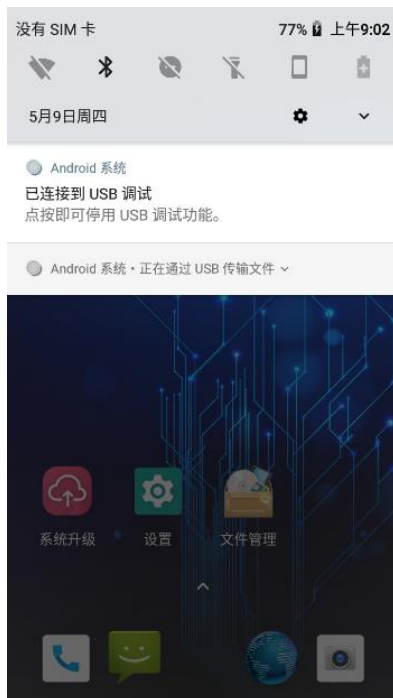 没有 SIM 卡 77% 上午9:02
5月9日周四
Android 系统
已连接到 USB 调试
点按即可停用 USB 调试功能。
Android 系统 • 正在通过 USB 传输文件
系统升级 设置 文件管理